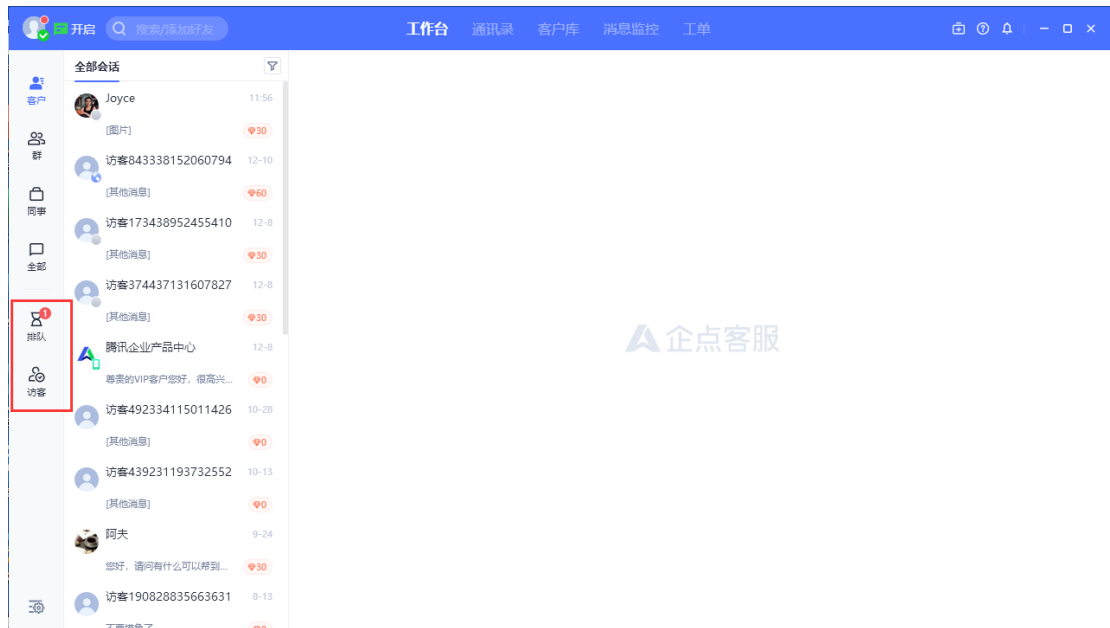 开启 搜索/添加好友 工作台 通讯录 客户库 消息监控 工单
客户
群
同事
全部
1
排队
访客
全部会话
Joyce 11:56
[图片] 30
访客843338152060794 12-10
[其他消息] 60
访客173438952455410 12-8
[其他消息] 30
访客374437131607827 12-8
[其他消息] 30
腾讯企业产品中心 12-8
尊贵的VIP客户您好，很高兴... 0
访客492334115011426 10-28
[其他消息] 0
访客439231193732552 10-13
[其他消息] 0
阿夫 9-24
您好，请问有什么可以帮到... 30
访客190828835663631 8-13
企点客服